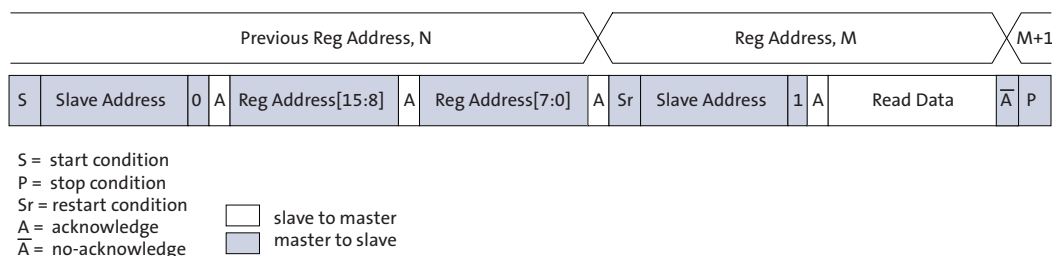 Previous Reg Address, N Reg Address, M M+1
S Slave Address 0 A Reg Address[15:8] A Reg Address[7:0] A Sr Slave Address 1 A Read Data A̅ P
S = start condition
P = stop condition
Sr = restart condition
A = acknowledge
A̅ = no-acknowledge
slave to master
master to slave